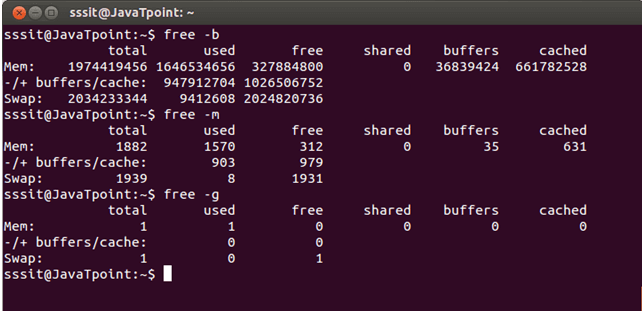 sssit@JavaTpoint: ~
sssit@JavaTpoint:~$ free -b
total used free shared buffers cached
Mem: 1974419456 1646534656 327884800 0 36839424 661782528
-/+ buffers/cache: 947912704 1026506752
Swap: 2034233344 9412608 2024820736
sssit@JavaTpoint:~$ free -m
total used free shared buffers cached
Mem: 1882 1570 312 0 35 631
-/+ buffers/cache: 903 979
Swap: 1939 8 1931
sssit@JavaTpoint:~$ free -g
total used free shared buffers cached
Mem: 1 1 0 0 0 0
-/+ buffers/cache: 0 0
Swap: 1 0 1
sssit@JavaTpoint:~$